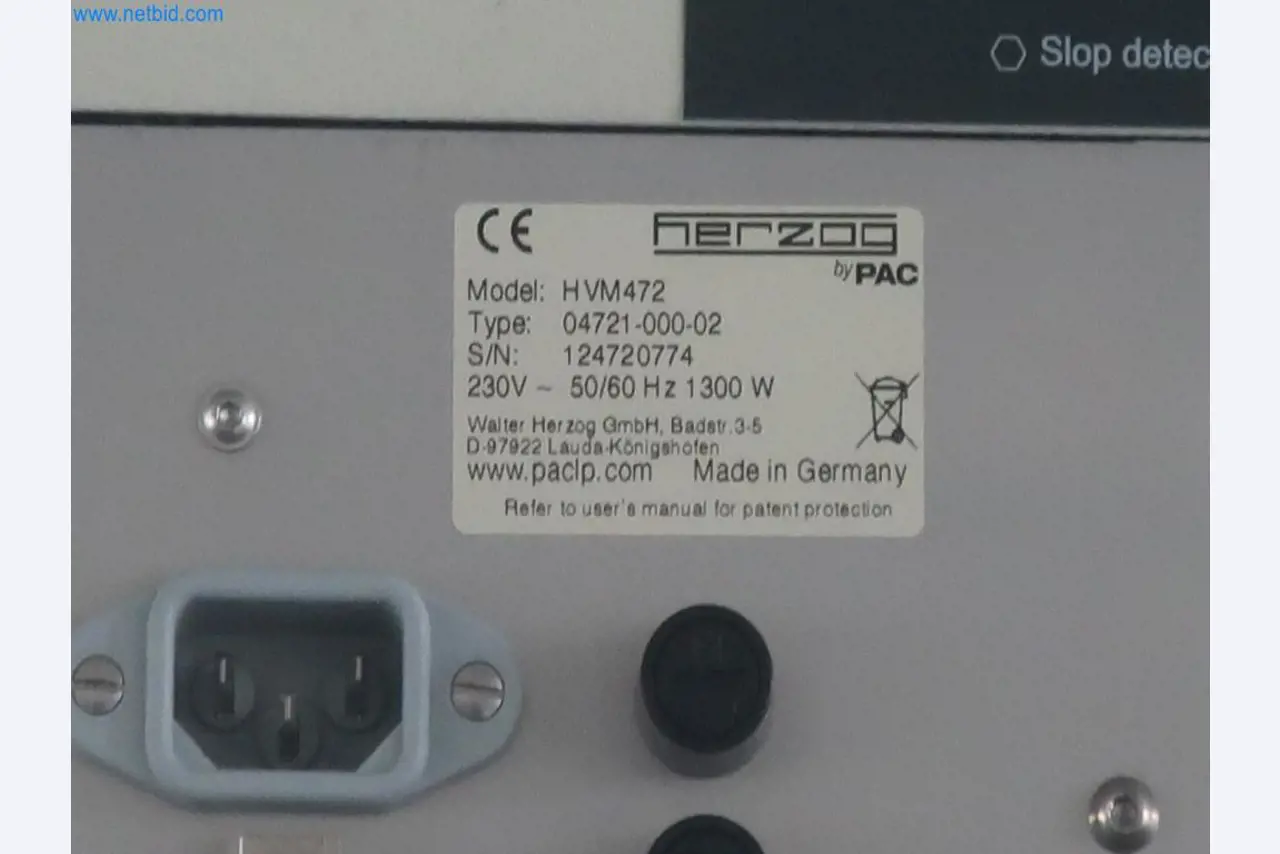 www.netbid.com
Slop detec
CE
herzog
by PAC
Model: HVM472
Type: 04721-000-02
S/N: 124720774
230V ~ 50/60 Hz 1300 W
Walter Herzog GmbH, Badstr.3-5
D-97922 Lauda-Königshofen
www.paclp.com Made in Germany
Refer to user's manual for patent protection